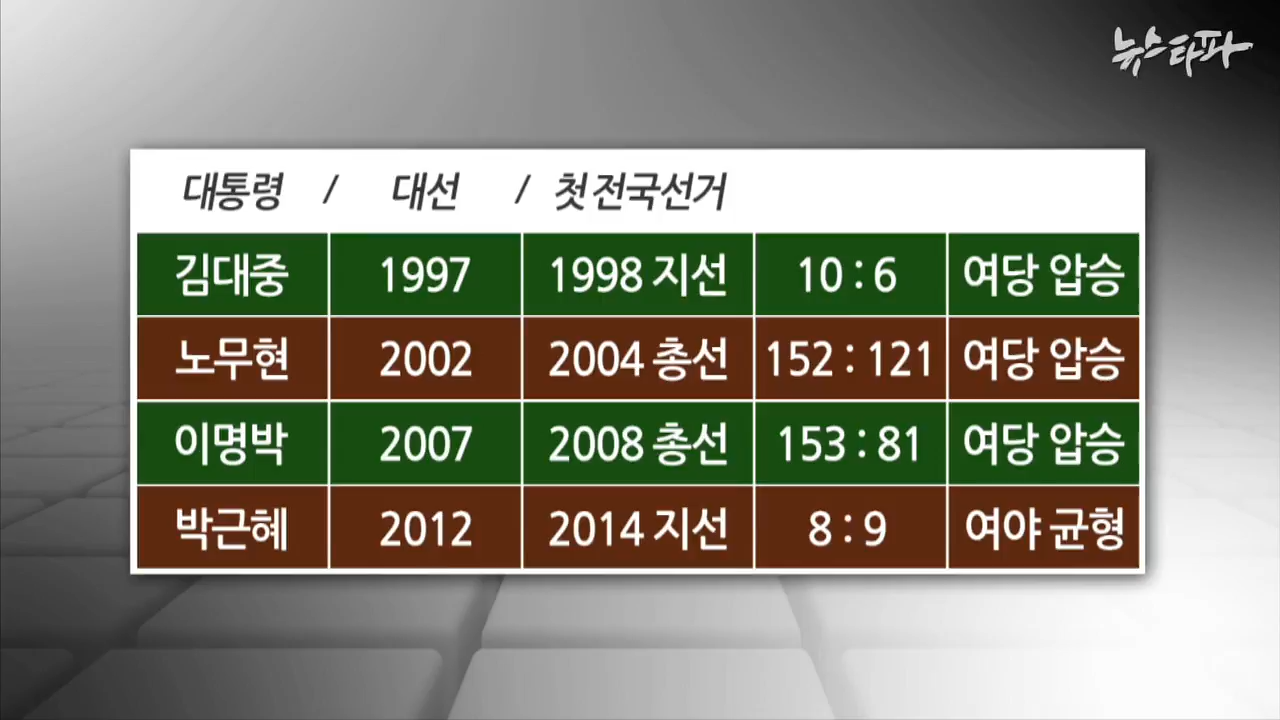 뉴스타파
대통령 / 대선 / 첫 전국선거
김대중 1997 1998 지선 10 : 6 여당 압승
노무현 2002 2004 총선 152 : 121 여당 압승
이명박 2007 2008 총선 153 : 81 여당 압승
박근혜 2012 2014 지선 8 : 9 여야 균형